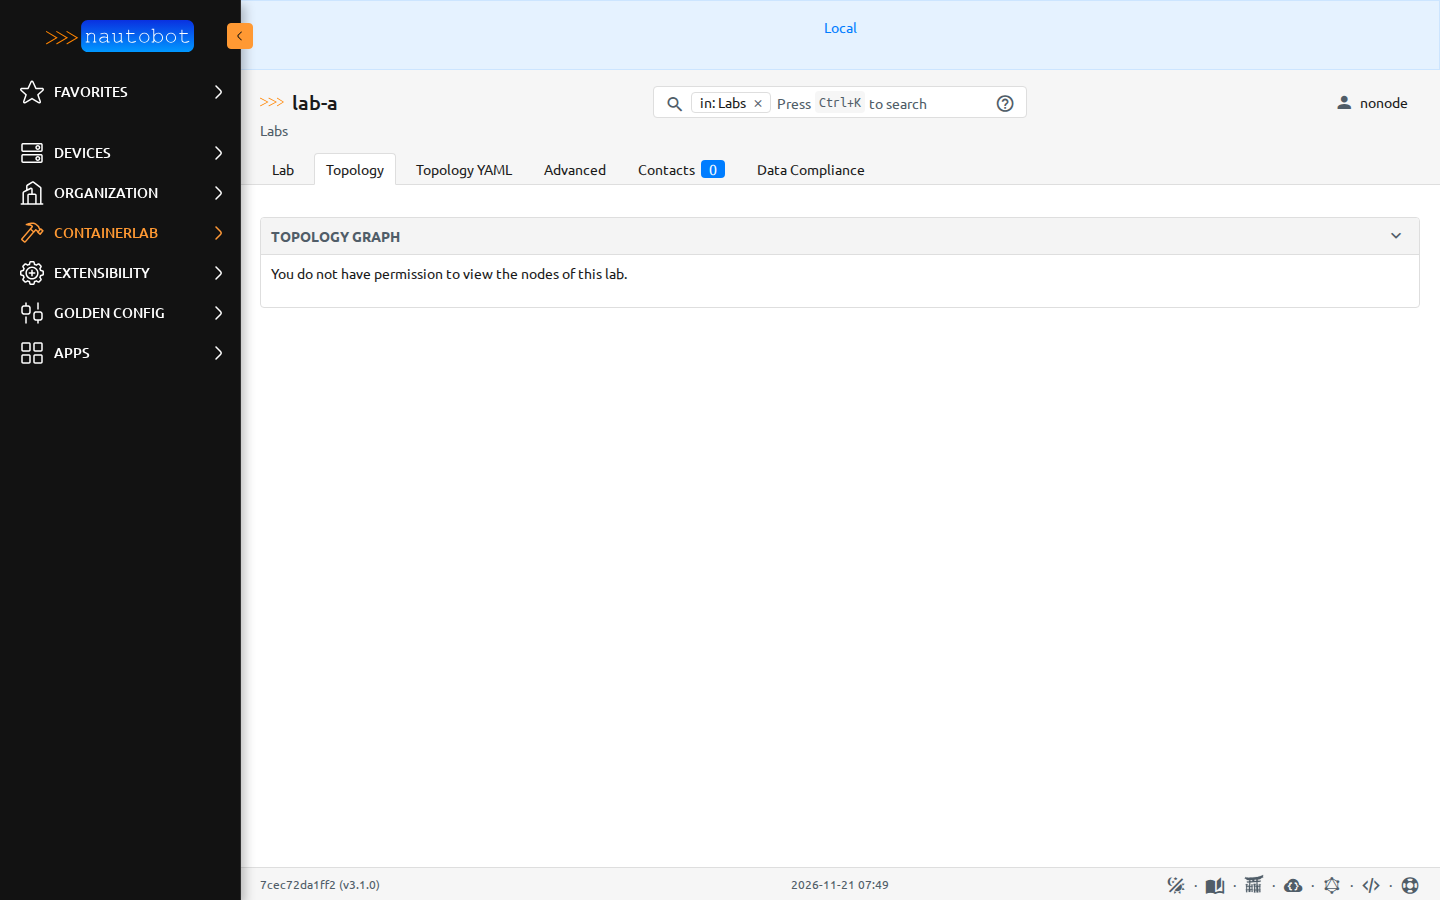 nautobot
Local
FAVORITES
DEVICES
ORGANIZATION
CONTAINERLAB
EXTENSIBILITY
GOLDEN CONFIG
APPS
lab-a
in: Labs × Press Ctrl+K to search
nonode
Labs
Lab Topology Topology YAML Advanced Contacts 0 Data Compliance
TOPOLOGY GRAPH
You do not have permission to view the nodes of this lab.
7cec72da1ff2 (v3.1.0)
2026-11-21 07:49